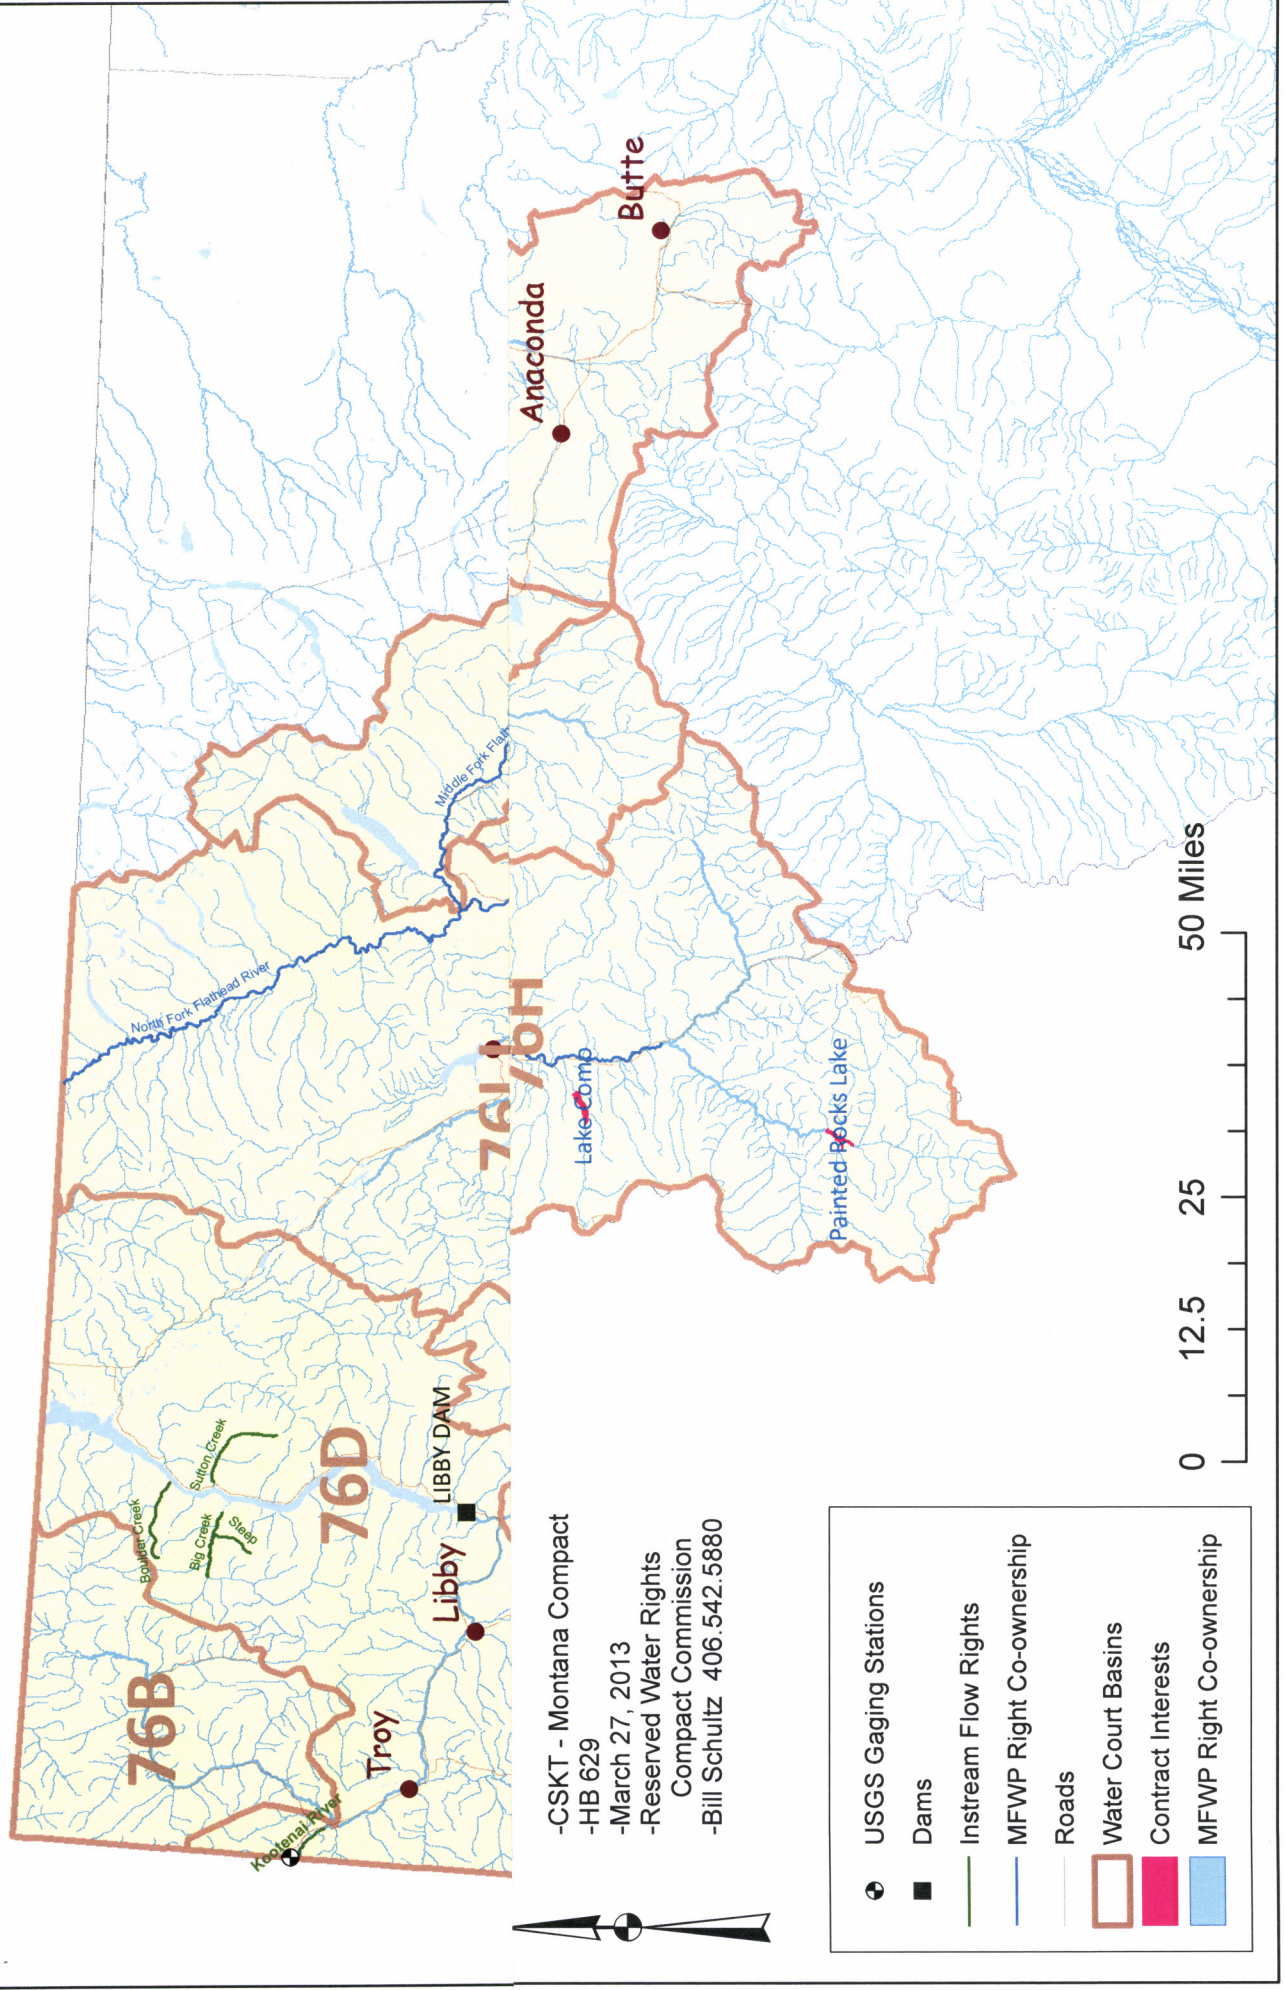 76B
76D
Boulder Creek
Big Creek
Steep
Sutton Creek
North Fork Flathead River
Kootenai River
Troy
Libby
LIBBY DAM
Anaconda
Butte
Lake Como
Painted Rocks Lake
-CSKT - Montana Compact
-HB 629
-March 27, 2013
-Reserved Water Rights
Compact Commission
-Bill Schultz 406.5442.5880
USGS Gaging Stations
Dams
Instream Flow Rights
MFWP Right Co-ownership
Roads
Water Court Basins
Contract Interests
MFWP Right Co-ownership
0 12.5 25 50 Miles
Middle Fork